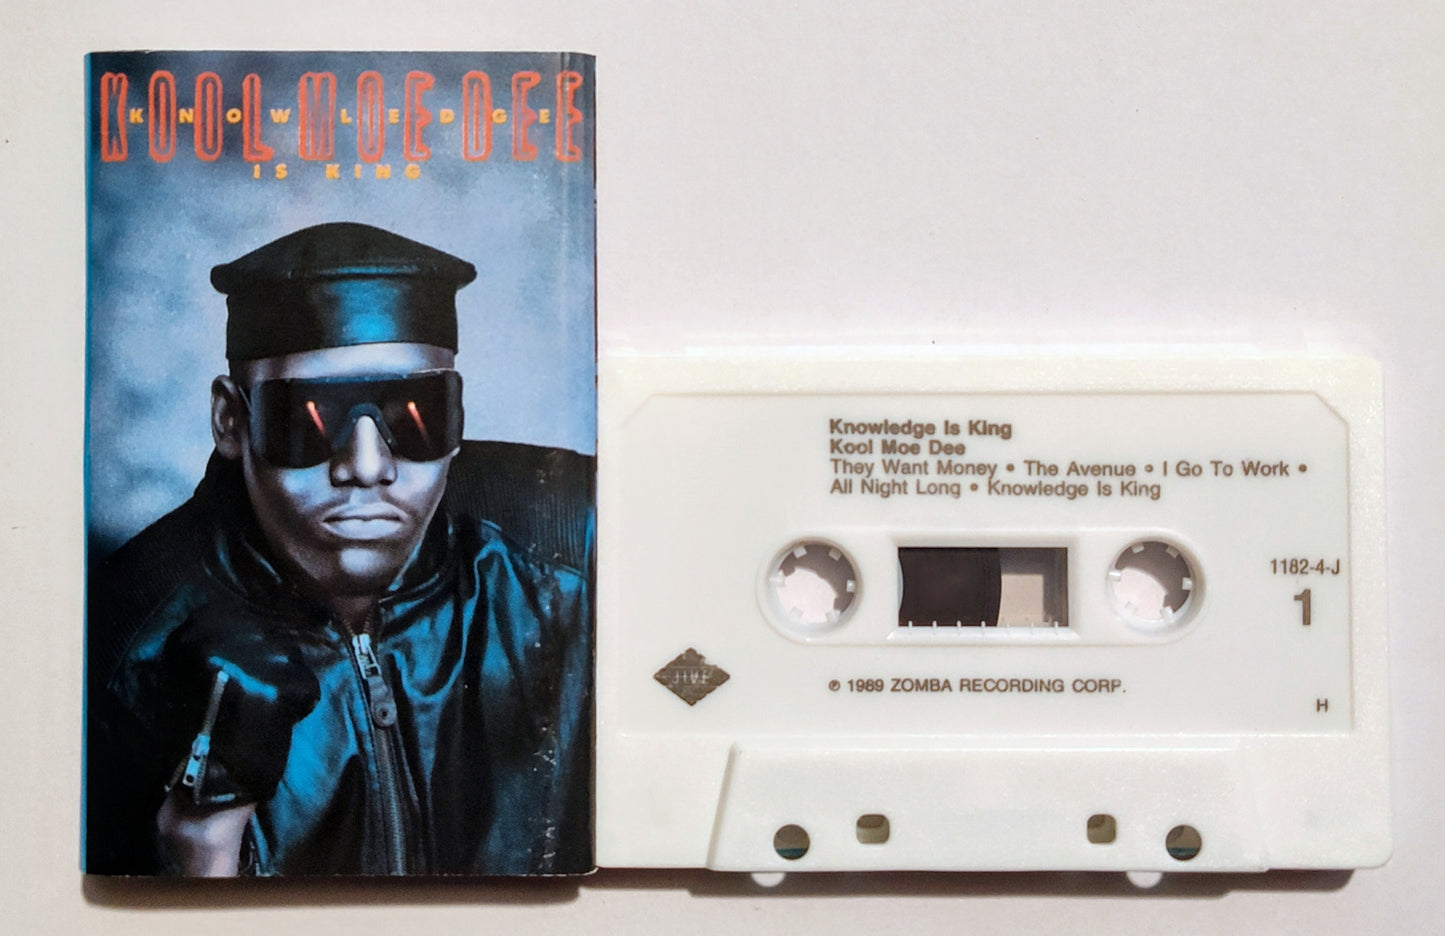 KOOL MOE DEE
KNOWLEDGE
IS KING
Knowledge Is King
Kool Moe Dee
They Want Money • The Avenue • I Go To Work •
All Night Long • Knowledge Is King
1182-4-J
1
JIVE
℗ 1989 ZOMBA RECORDING CORP.
H